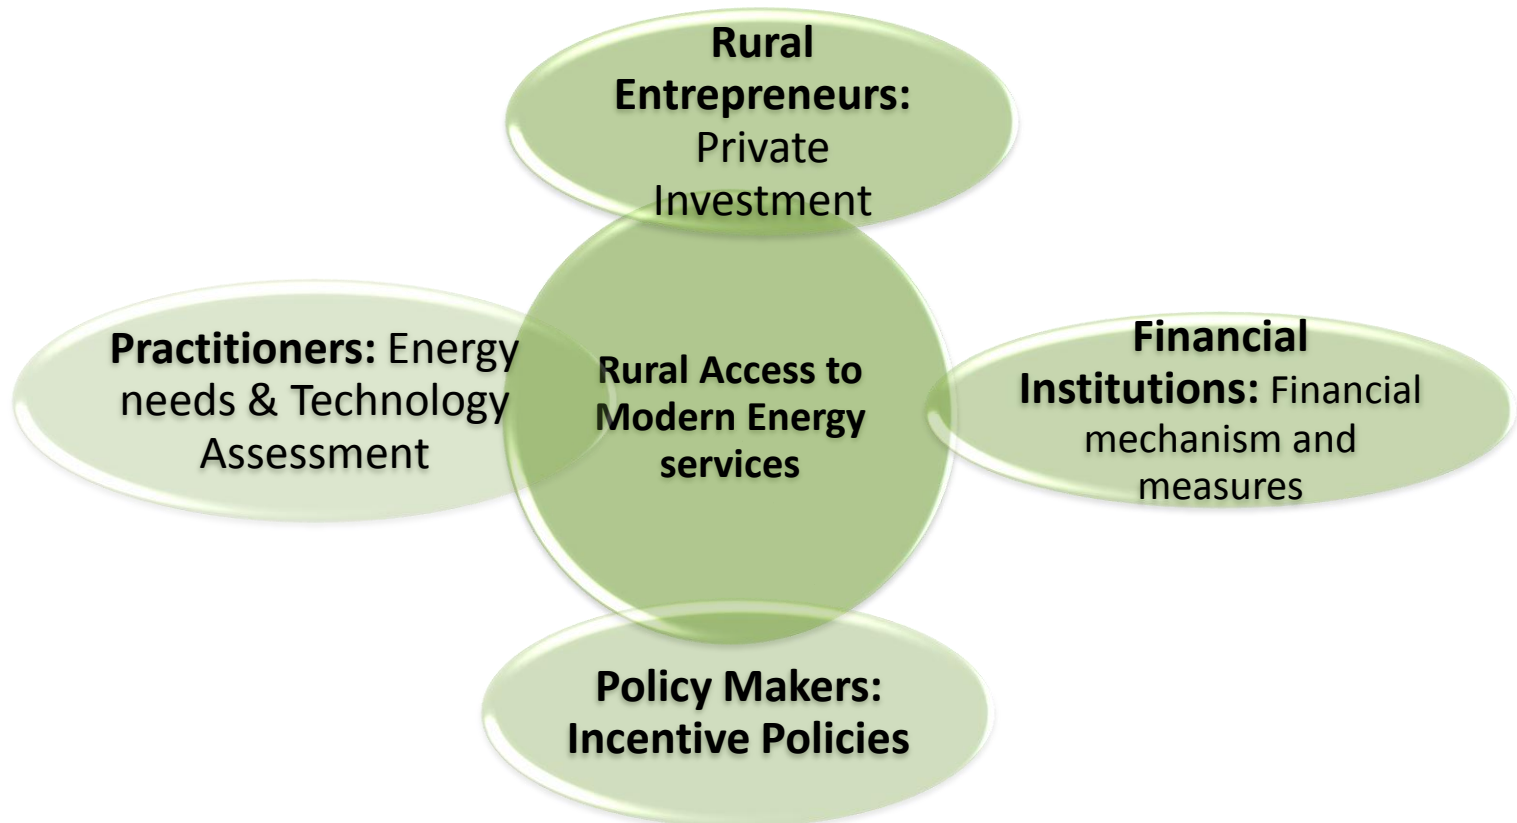 Rural
Entrepreneurs:
Private
Investment
Practitioners: Energy
needs & Technology
Assessment
Rural Access to
Modern Energy
services
Financial
Institutions: Financial
mechanism and
measures
Policy Makers:
Incentive Policies